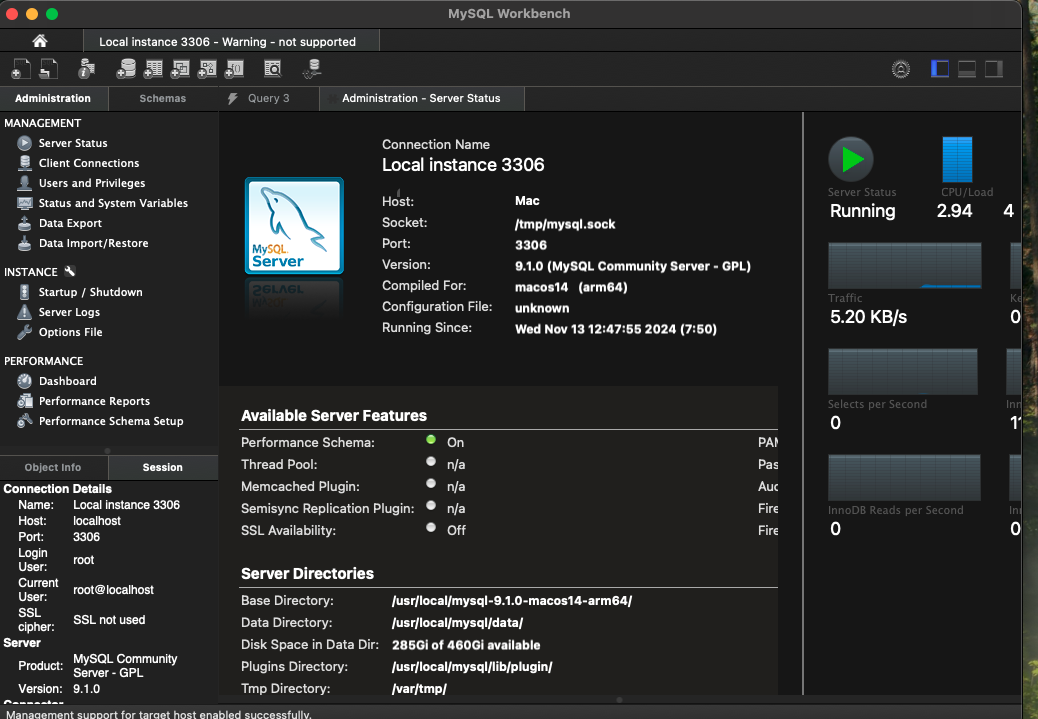 MySQL Workbench
Local instance 3306 - Warning - not supported
Administration
Schemas
Query 3
Administration - Server Status
MANAGEMENT
Server Status
Client Connections
Users and Privileges
Status and System Variables
Data Export
Data Import/Restore
INSTANCE
Startup / Shutdown
Server Logs
Options File
PERFORMANCE
Dashboard
Performance Reports
Performance Schema Setup
Object Info
Session
Connection Details
Name: Local instance 3306
Host: localhost
Port: 3306
Login User: root
Current User: root@localhost
SSL cipher: SSL not used
Server
Product: MySQL Community Server - GPL
Version: 9.1.0
Connector
Management support for target host enabled successfully.
MySQL Server
Connection Name
Local instance 3306
Host: Mac
Socket: /tmp/mysql.sock
Port: 3306
Version: 9.1.0 (MySQL Community Server - GPL)
Compiled For: macos14 (arm64)
Configuration File: unknown
Running Since: Wed Nov 13 12:47:55 2024 (7:50)
Available Server Features
Performance Schema: On PAM
Thread Pool: n/a Pas
Memcached Plugin: n/a Auc
Semisync Replication Plugin: n/a Fire
SSL Availability: Off Fire
Server Directories
Base Directory: /usr/local/mysql-9.1.0-macos14-arm64/
Data Directory: /usr/local/mysql/data/
Disk Space in Data Dir: 285Gi of 460Gi available
Plugins Directory: /usr/local/mysql/lib/plugin/
Tmp Directory: /var/tmp/
Server Status
Running
CPU/Load
2.94
4
Traffic
5.20 KB/s
Ke
0
Selects per Second
0
Inn
InnoDB Reads per Second
0
Inn
0